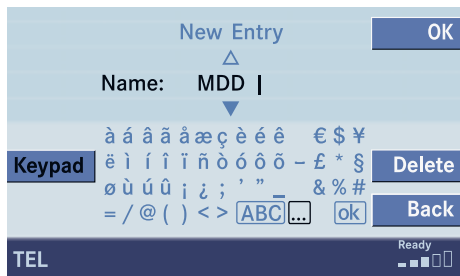 New Entry
OK
Name: MDD |
à á â ã å æ ç è é ê € $ ¥
Keypad
ë ì í î ï ñ ò ó ô õ – £ * §
Delete
ø ù ú û ¡ ¿ ; ' " _ & % #
= / @ ( ) < > ABC ... ok
Back
TEL
Ready